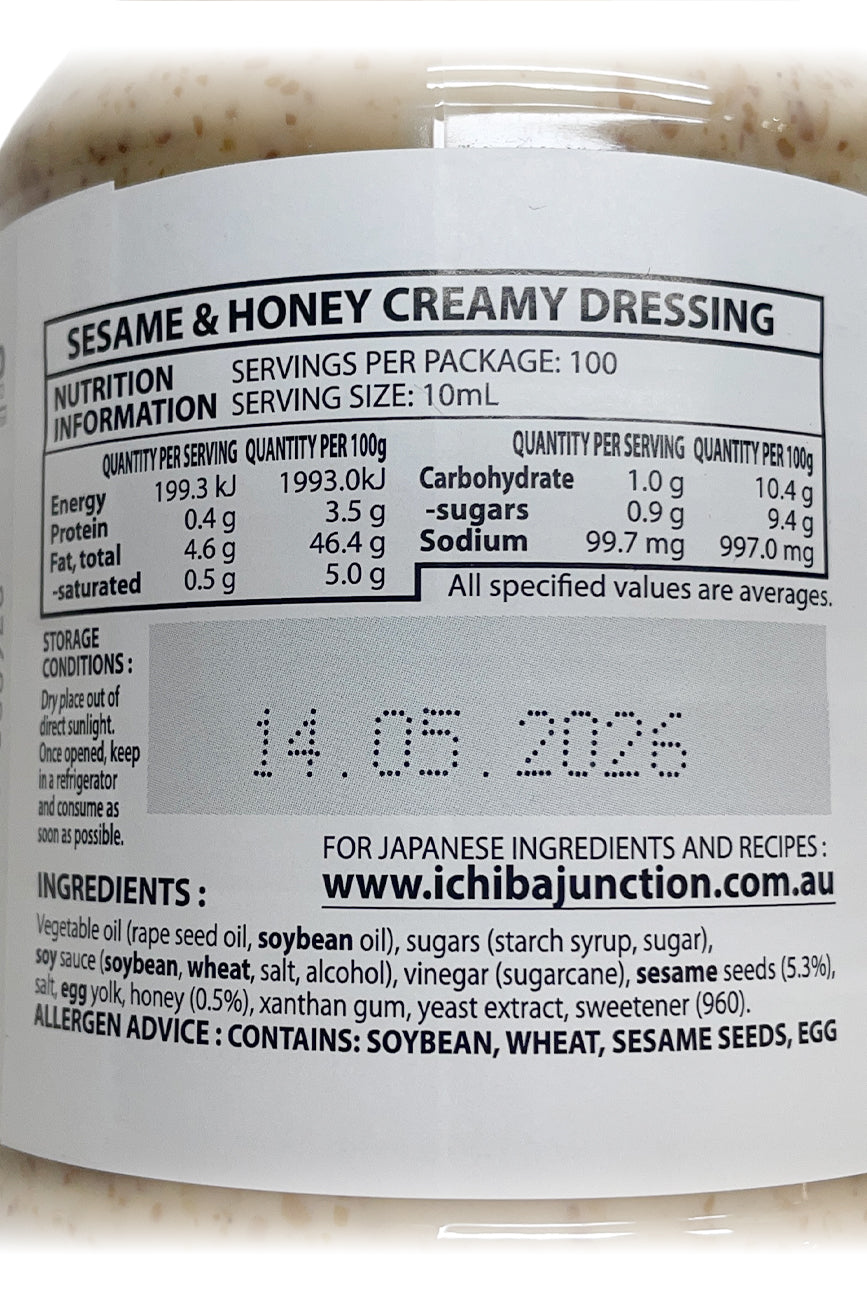 SESAME & HONEY CREAMY DRESSING
NUTRITION INFORMATION
SERVINGS PER PACKAGE: 100
SERVING SIZE: 10mL
QUANTITY PER SERVING QUANTITY PER 100g
Energy 199.3 kJ 1993.0kJ
Protein 0.4 g 3.5 g
Fat, total 4.6 g 46.4 g
-saturated 0.5 g 5.0 g
QUANTITY PER SERVING QUANTITY PER 100g
Carbohydrate 1.0 g 10.4 g
-sugars 0.9 g 9.4 g
Sodium 99.7 mg 997.0 mg
All specified values are averages.
STORAGE
CONDITIONS :
Dry place out of
direct sunlight.
Once opened, keep
in a refrigerator
and consume as
soon as possible.
14.05.2026
FOR JAPANESE INGREDIENTS AND RECIPES :
www.ichibajunction.com.au
INGREDIENTS :
Vegetable oil (rape seed oil, soybean oil), sugars (starch syrup, sugar),
soy sauce (soybean, wheat, salt, alcohol), vinegar (sugarcane), sesame seeds (5.3%),
salt, egg yolk, honey (0.5%), xanthan gum, yeast extract, sweetener (960).
ALLERGEN ADVICE : CONTAINS: SOYBEAN, WHEAT, SESAME SEEDS, EGG